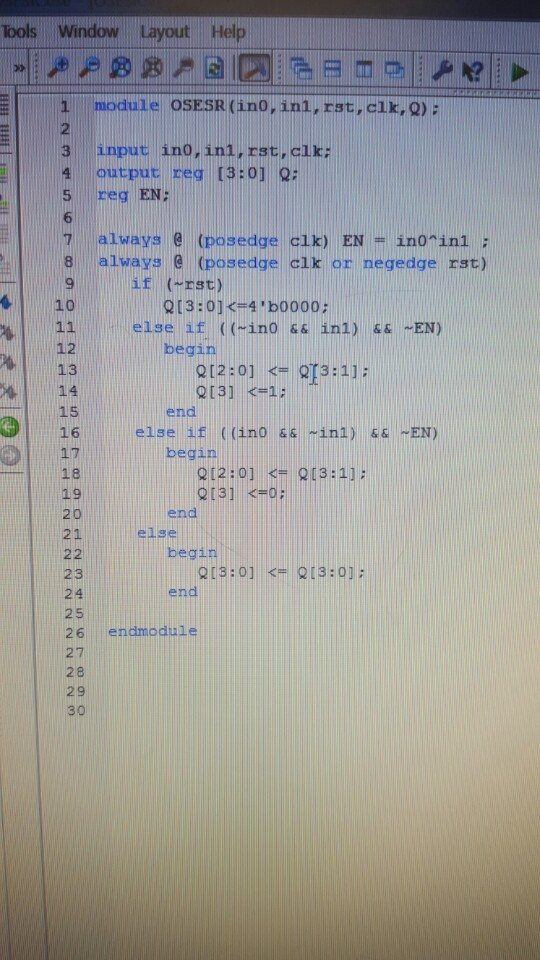 Tools Window Layout Help
»
1 module OSESR(in0,in1,rst,clk,Q);
2
3 input in0,in1,rst,clk;
4 output reg [3:0] Q;
5 reg EN;
6
7 always @ (posedge clk) EN = in0^in1 ;
8 always @ (posedge clk or negedge rst)
9 if (~rst)
10 Q[3:0]<=4'b0000;
11 else if ((~in0 && in1) && ~EN)
12 begin
13 Q[2:0] <= Q[3:1];
14 Q[3] <=1;
15 end
16 else if ((in0 && ~in1) && ~EN)
17 begin
18 Q[2:0] <= Q[3:1];
19 Q[3] <=0;
20 end
21 else
22 begin
23 Q[3:0] <= Q[3:0];
24 end
25
26 endmodule
27
28
29
30